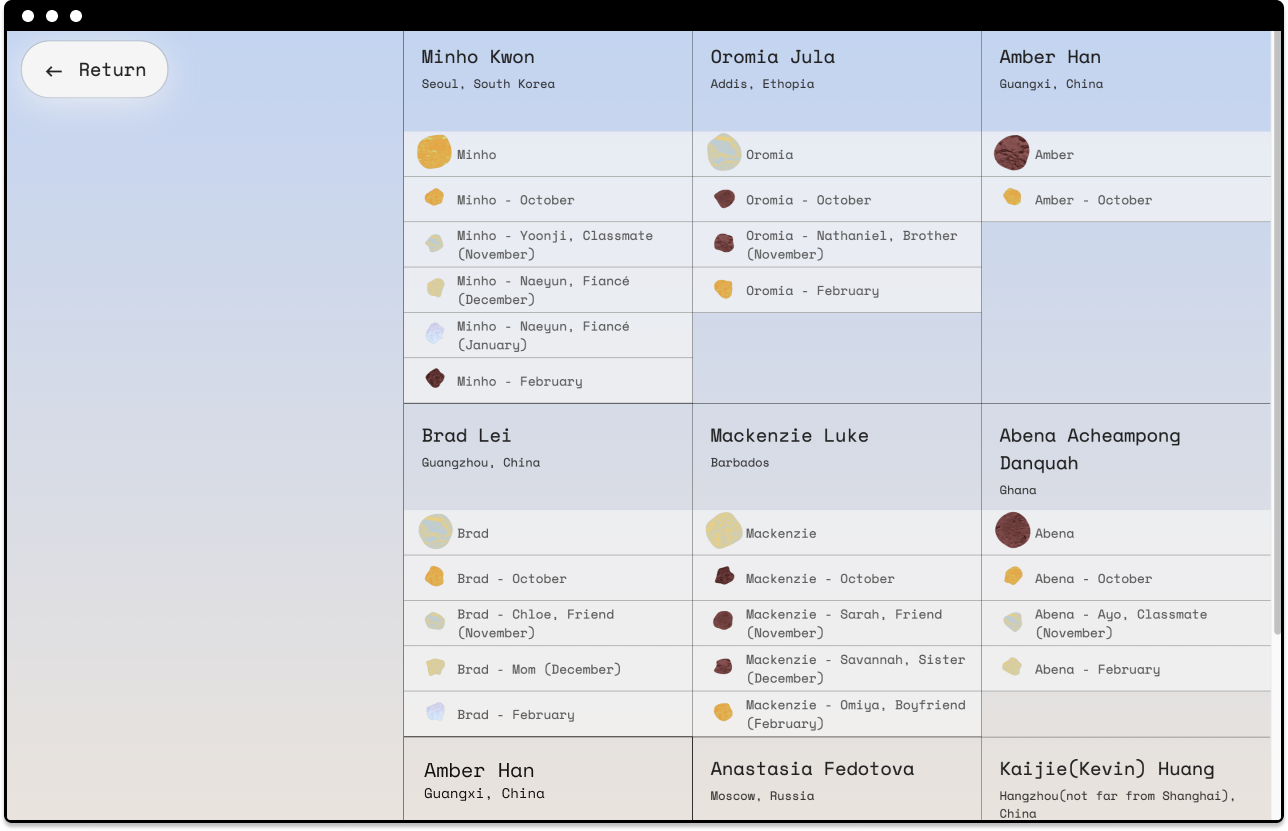 ← Return
Minho Kwon
Seoul, South Korea
Minho
Minho - October
Minho - Yoonji, Classmate
(November)
Minho - Naeyun, Fiancé
(December)
Minho - Naeyun, Fiancé
(January)
Minho - February
Oromia Jula
Addis, Ethopia
Oromia
Oromia - October
Oromia - Nathaniel, Brother
(November)
Oromia - February
Amber Han
Guangxi, China
Amber
Amber - October
Brad Lei
Guangzhou, China
Brad
Brad - October
Brad - Chloe, Friend
(November)
Brad - Mom (December)
Brad - February
Mackenzie Luke
Barbados
Mackenzie
Mackenzie - October
Mackenzie - Sarah, Friend
(November)
Mackenzie - Savannah, Sister
(December)
Mackenzie - Omiya, Boyfriend
(February)
Abena Acheampong
Danquah
Ghana
Abena
Abena - October
Abena - Ayo, Classmate
(November)
Abena - February
Amber Han
Guangxi, China
Anastasia Fedotova
Moscow, Russia
Kaijie(Kevin) Huang
Hangzhou(not far from Shanghai),
China